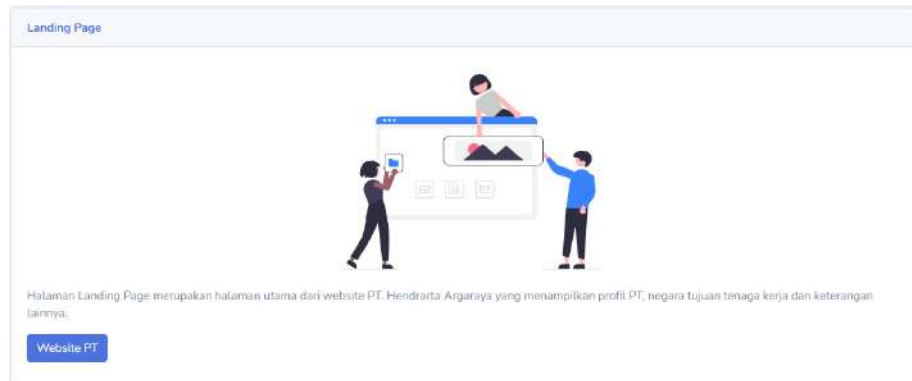 Landing Page
Halaman Landing Page merupakan halaman utama dari website PT. Hendrarta Argaraya yang menampilkan profil PT, negara tujuan tenaga kerja dan keterangan
lainnya.
Website PT